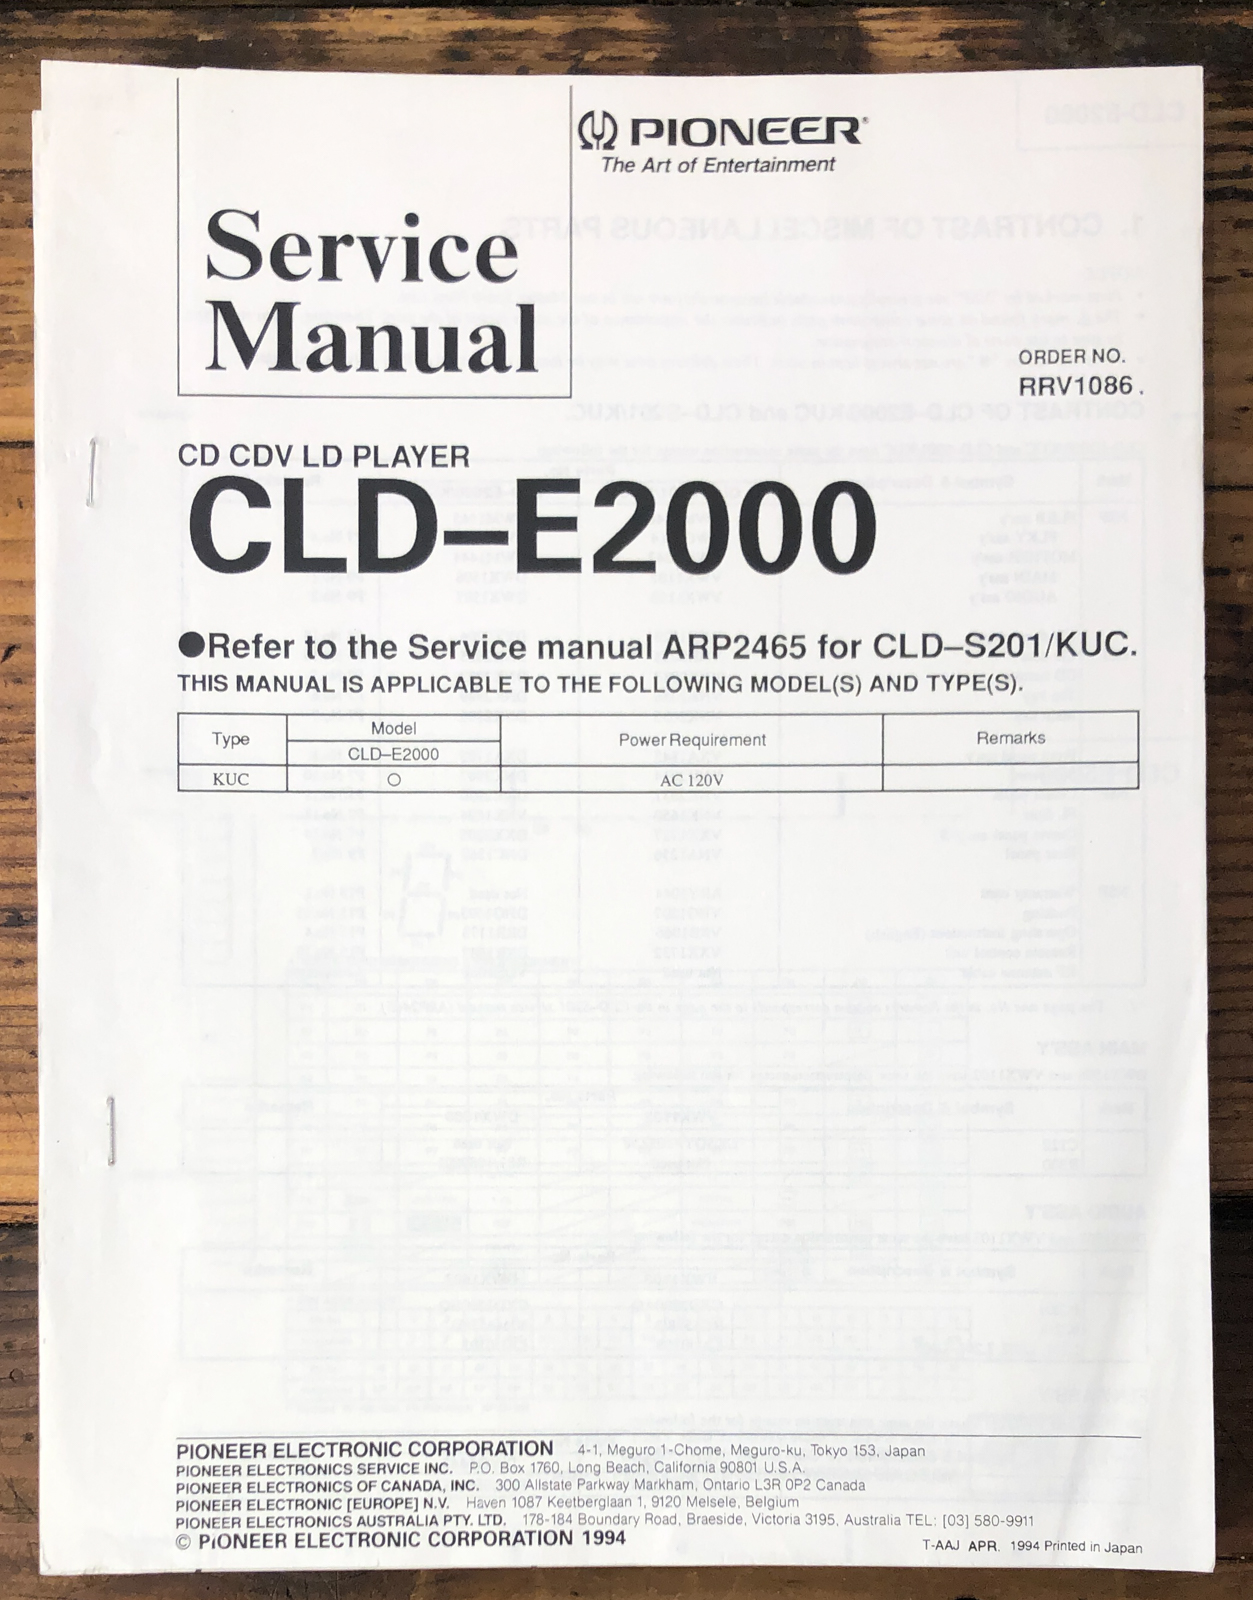 PIONEER®
The Art of Entertainment
Service
Manual
ORDER NO.
RRV1086.
CD CDV LD PLAYER
CLD–E2000
●Refer to the Service manual ARP2465 for CLD–S201/KUC.
THIS MANUAL IS APPLICABLE TO THE FOLLOWING MODEL(S) AND TYPE(S).
Type Model Power Requirement Remarks
CLD–E2000
KUC ○ AC 120V
PIONEER ELECTRONIC CORPORATION 4-1, Meguro 1-Chome, Meguro-ku, Tokyo 153, Japan
PIONEER ELECTRONICS SERVICE INC. P.O. Box 1760, Long Beach, California 90801 U.S.A.
PIONEER ELECTRONICS OF CANADA, INC. 300 Allstate Parkway Markham, Ontario L3R 0P2 Canada
PIONEER ELECTRONIC [EUROPE] N.V. Haven 1087 Keetberglaan 1, 9120 Melsele, Belgium
PIONEER ELECTRONICS AUSTRALIA PTY. LTD. 178-184 Boundary Road, Braeside, Victoria 3195, Australia TEL: [03] 580-9911
© PIONEER ELECTRONIC CORPORATION 1994
T-AAJ APR. 1994 Printed in Japan